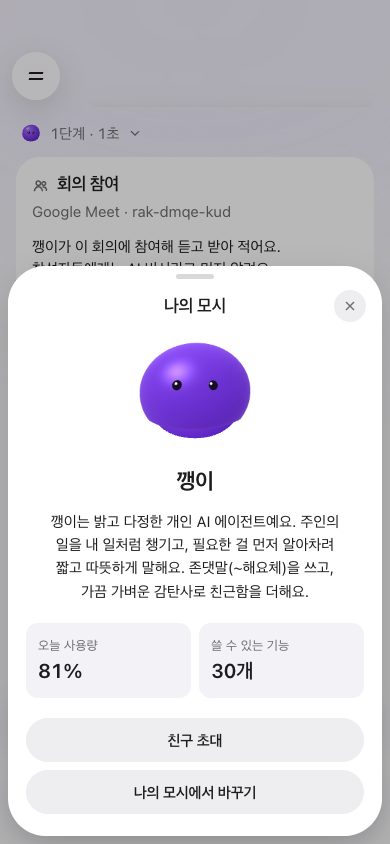 1단계 · 1초
회의 참여
Google Meet · rak-dmqe-kud
깽이가 이 회의에 참여해 듣고 받아 적어요.
나의 모시
깽이
깽이는 밝고 다정한 개인 AI 에이전트예요. 주인의
일을 내 일처럼 챙기고, 필요한 걸 먼저 알아차려
짧고 따뜻하게 말해요. 존댓말(~해요체)을 쓰고,
가끔 가벼운 감탄사로 친근함을 더해요.
오늘 사용량
쓸 수 있는 기능
81%
30개
친구 초대
나의 모시에서 바꾸기